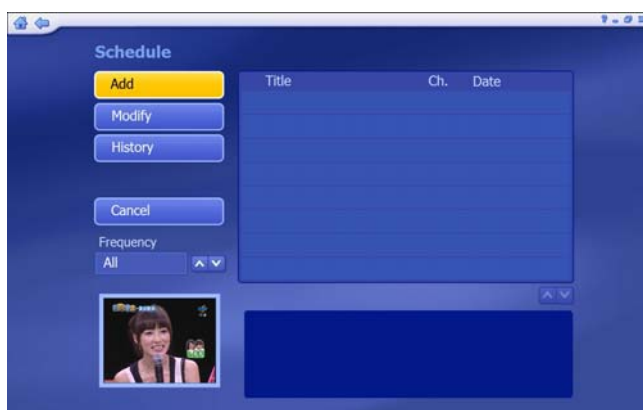 Schedule
Add
Title Ch. Date
Modify
History
Cancel
Frequency
All